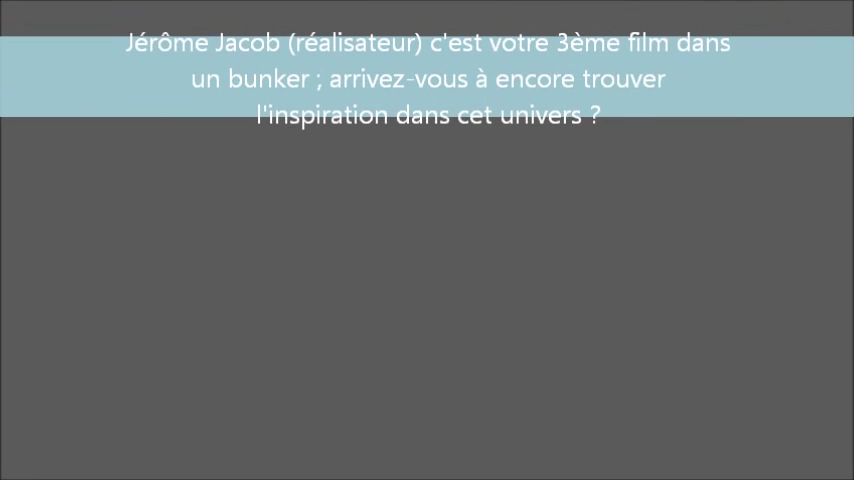 Jérôme Jacob (réalisateur) c'est votre 3ème film dans
un bunker ; arrivez-vous à encore trouver
l'inspiration dans cet univers ?